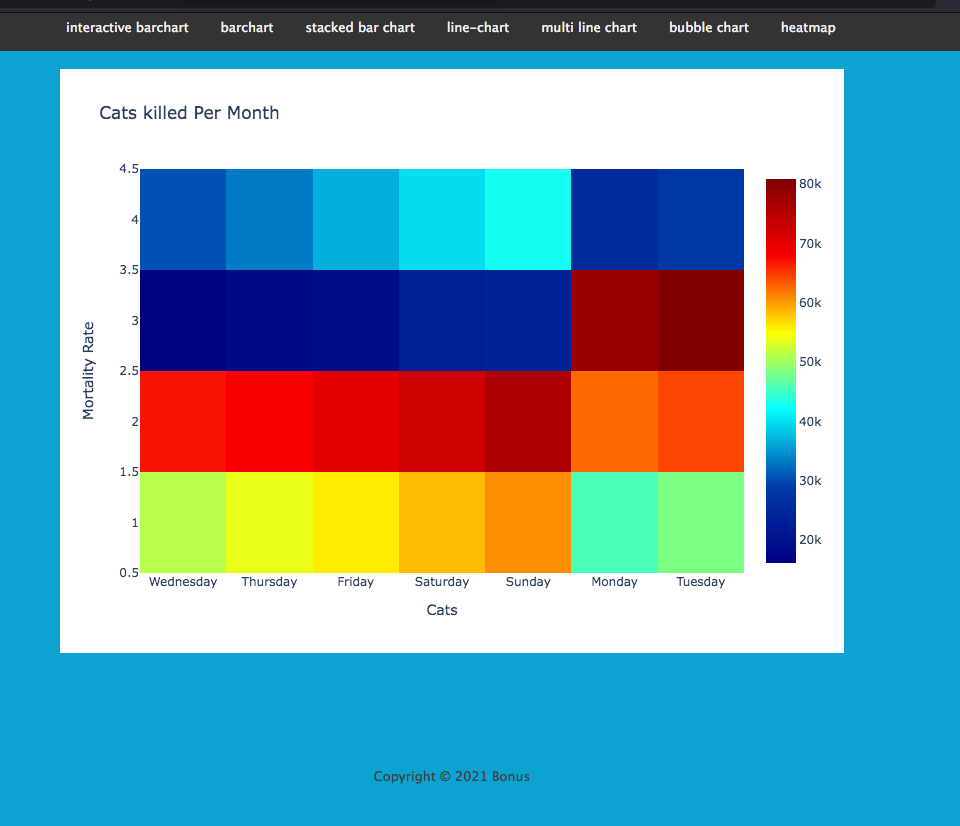 interactive barchart barchart stacked bar chart line-chart multi line chart bubble chart heatmap
Cats killed Per Month
4.5
4
3.5
3
2.5
2
1.5
1
0.5
Mortality Rate
Wednesday Thursday Friday Saturday Sunday Monday Tuesday
Cats
80k
70k
60k
50k
40k
30k
20k
Copyright © 2021 Bonus